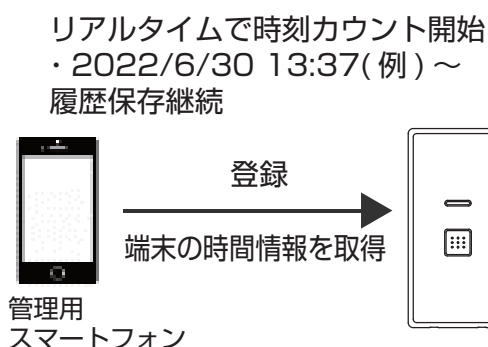 リアルタイムで時刻カウント開始
・2022/6/30 13:37(例)～
履歴保存継続
登録
端末の時間情報を取得
管理用
スマートフォン